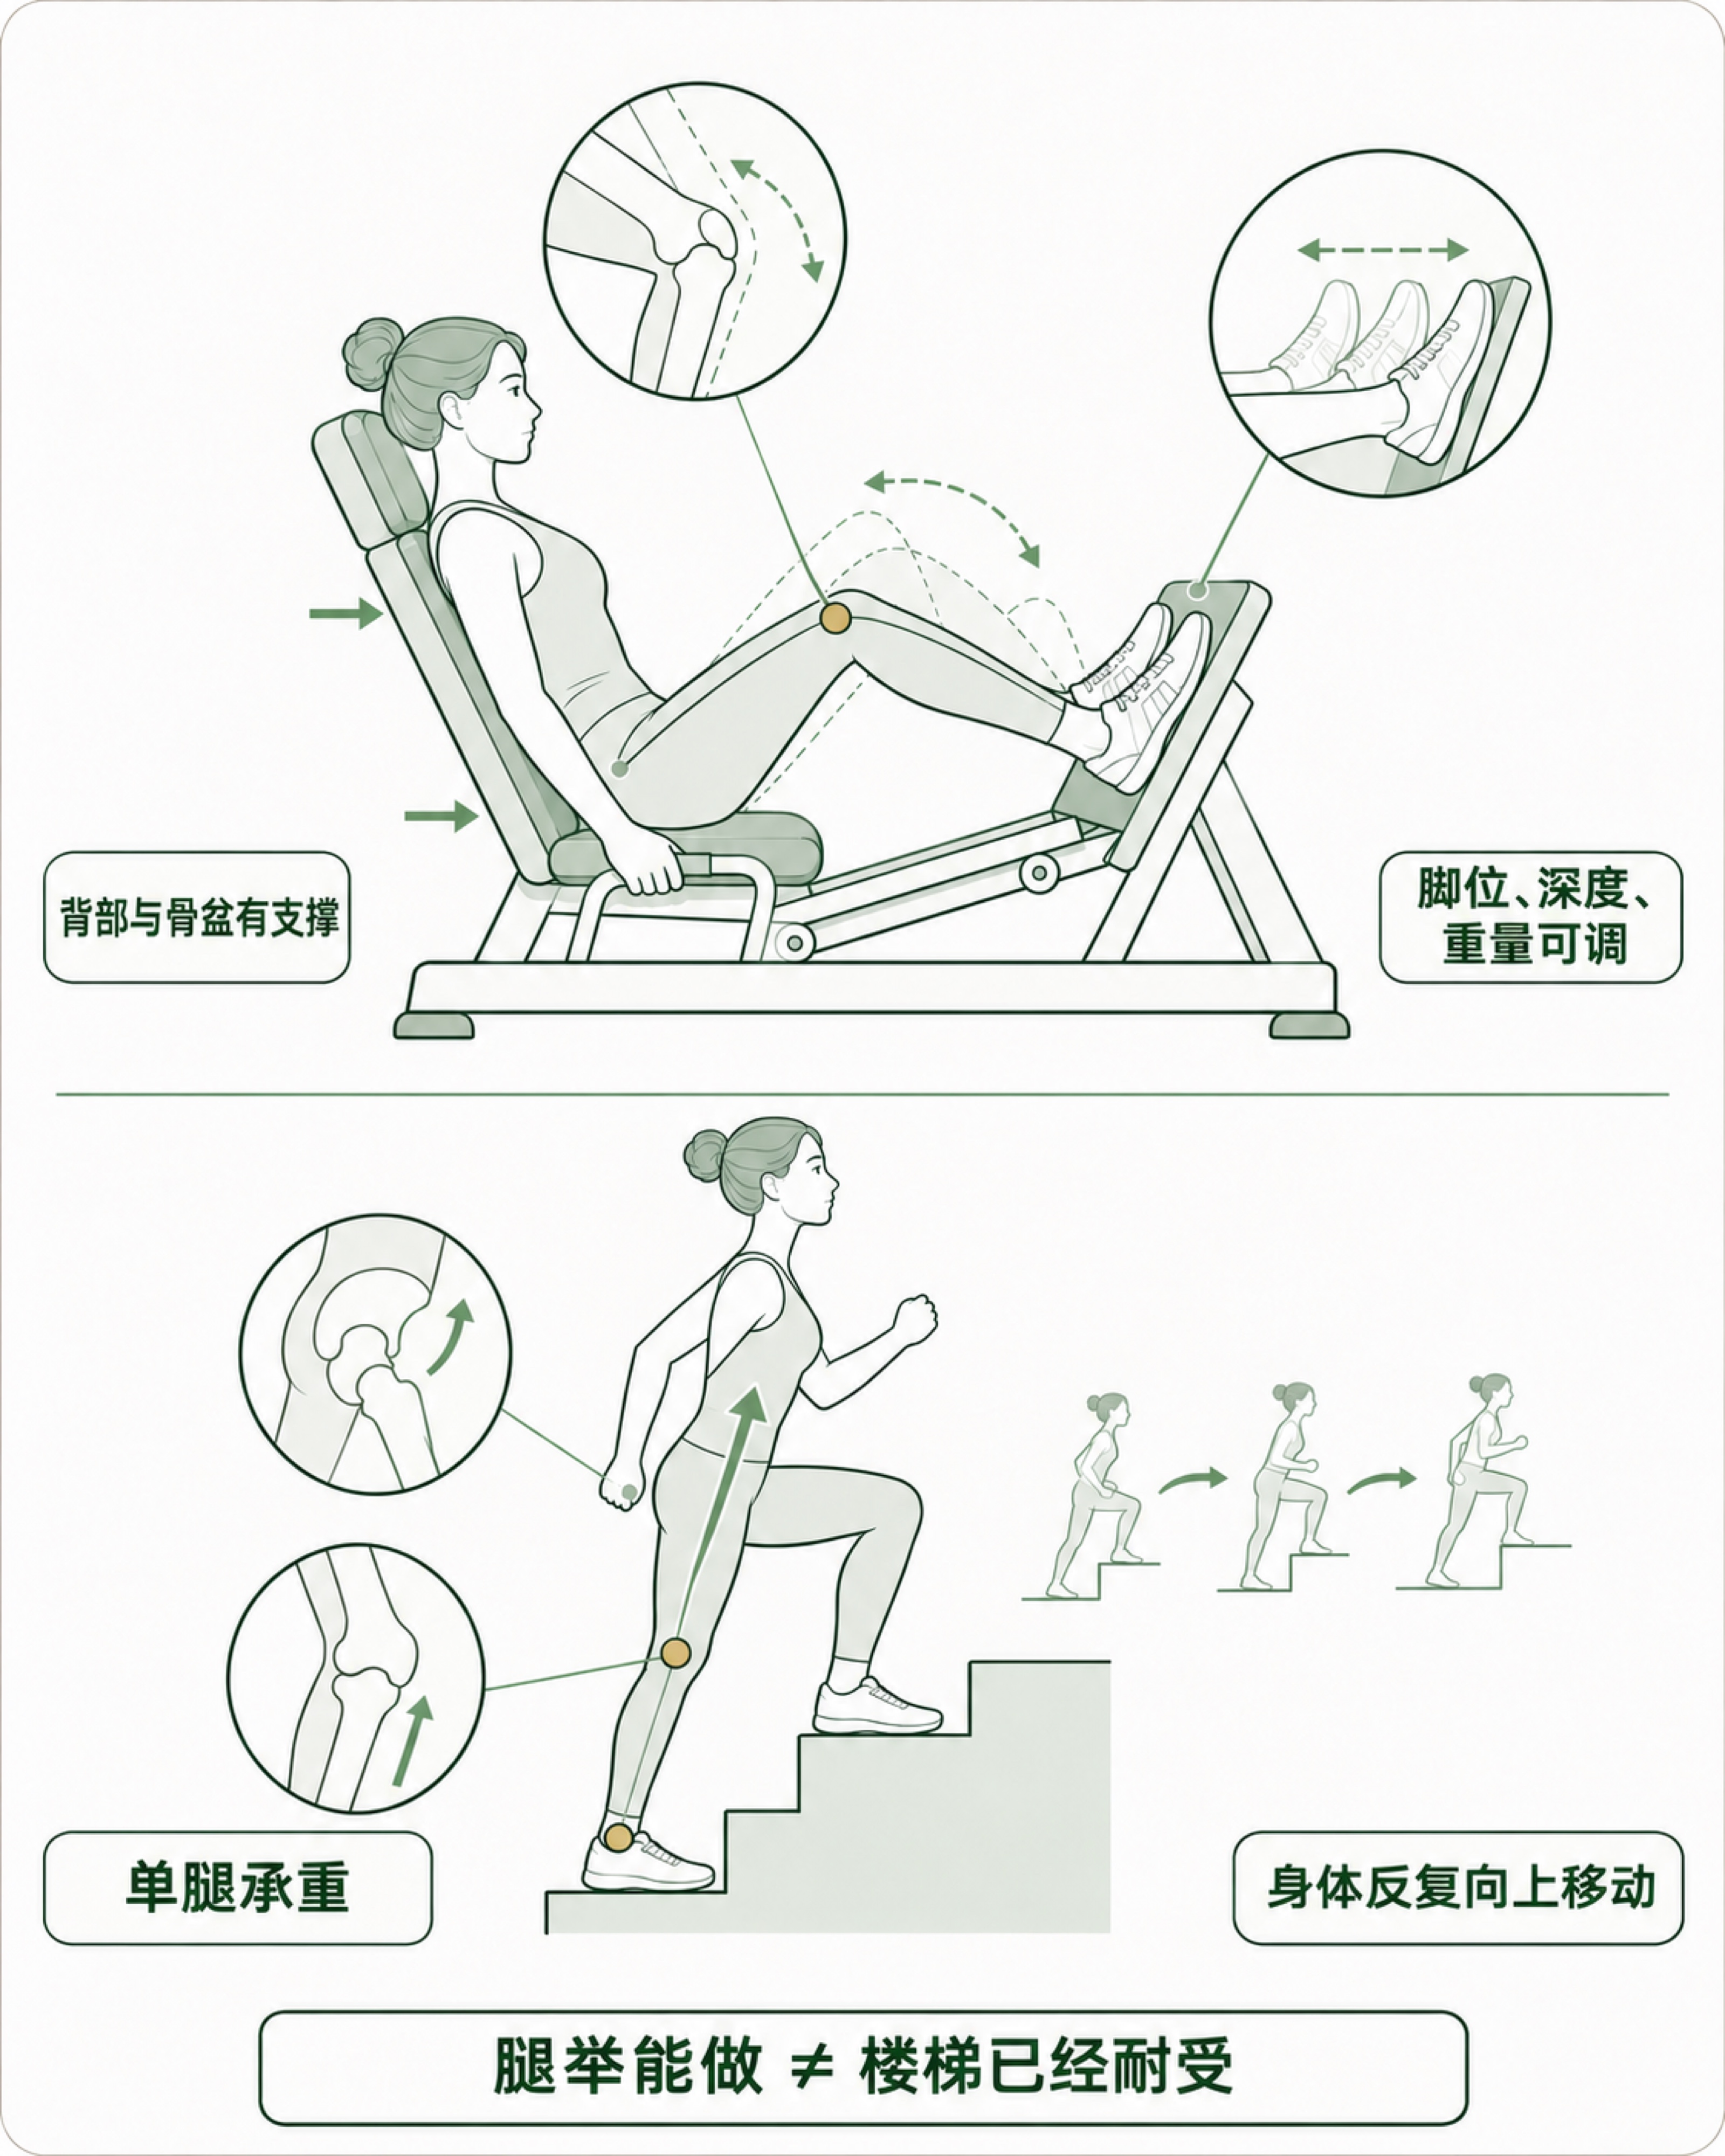 背部与骨盆有支撑
脚位、深度、
重量可调
单腿承重
身体反复向上移动
腿举能做 ≠ 楼梯已经耐受